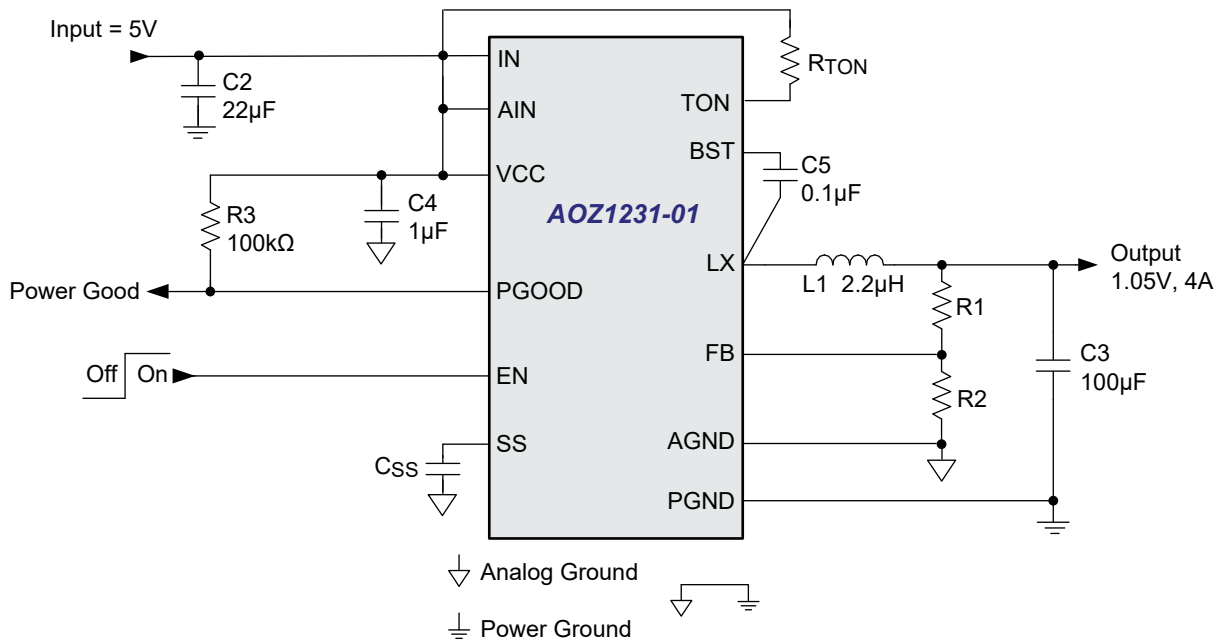 Input = 5V
C2
22µF
IN
AIN
VCC
PGOOD
EN
SS
R3
100kΩ
C4
1µF
Power Good
Off
On
CSS
AOZ1231-01
TON
BST
LX
FB
AGND
PGND
RTON
C5
0.1µF
L1 2.2µH
Output
1.05V, 4A
R1
R2
C3
100µF
Analog Ground
Power Ground